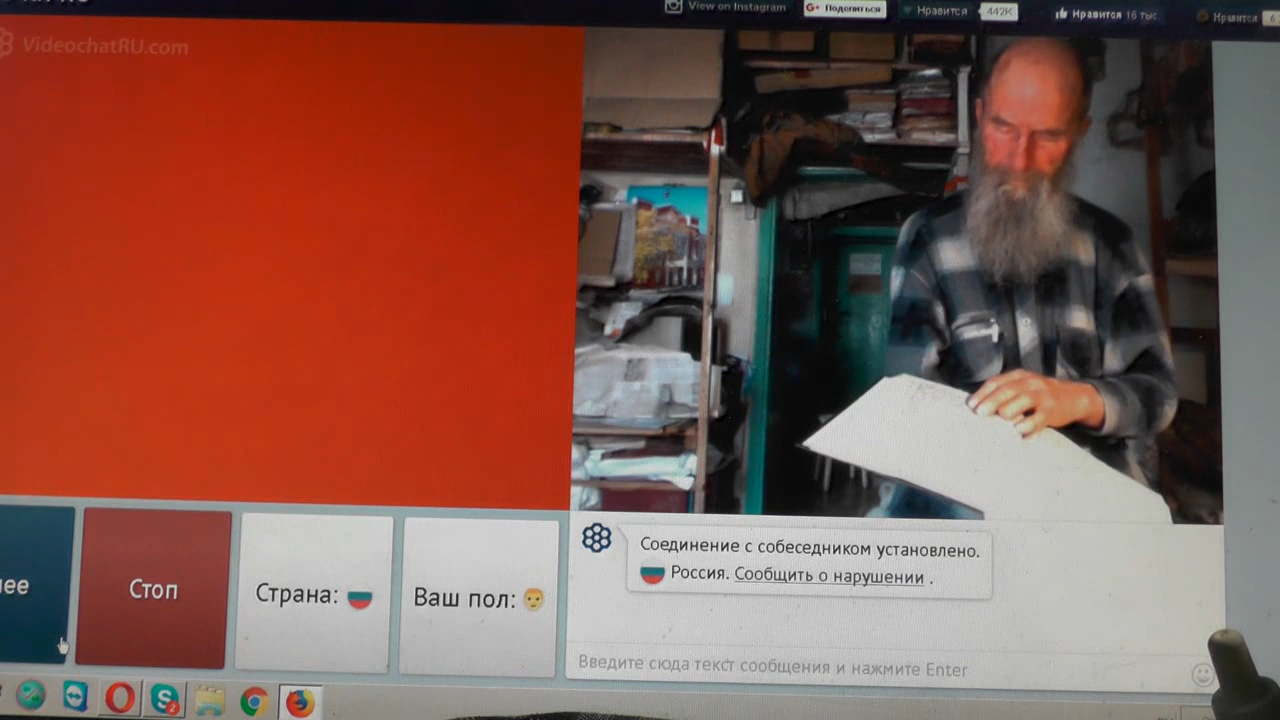 View on Instagram
G+ Поделиться
Нравится
442K
Нравится 16 тыс.
Нравится
VideochatRU.com
Стоп
Страна:
Ваш пол:
Соединение с собеседником установлено.
Россия. Сообщить о нарушении .
Введите сюда текст сообщения и нажмите Enter
2